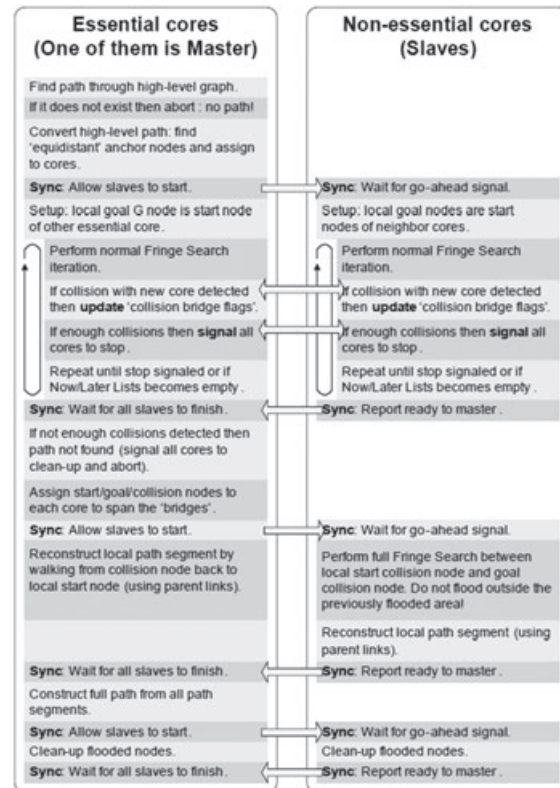 Essential cores
(One of them is Master)
Find path through high-level graph.
If it does not exist then abort : no path!
Convert high-level path: find
'equidistant' anchor nodes and assign
to cores.
Sync: Allow slaves to start.
Setup: local goal G node is start node
of other essential core.
Perform normal Fringe Search
iteration.
If collision with new core detected
then update 'collision bridge flags'.
If enough collisions then signal all
cores to stop .
Repeat until stop signaled or if
Now/Later Lists becomes empty .
Sync: Wait for all slaves to finish .
If not enough collisions detected then
path not found (signal all cores to
clean-up and abort).
Assign start/goal/collision nodes to
each core to span the 'bridges' .
Sync: Allow slaves to start.
Reconstruct local path segment by
walking from collision node back to
local start node (using parent links).
Sync: Wait for all slaves to finish .
Construct full path from all path
segments.
Sync: Allow slaves to start.
Clean-up flooded nodes.
Sync: Wait for all slaves to finish .
Non-essential cores
(Slaves)
Sync: Wait for go-ahead signal.
Setup: local goal nodes are start
nodes of neighbor cores.
Perform normal Fringe Search
iteration.
If collision with new core detected
then update 'collision bridge flags'.
If enough collisions then signal all
cores to stop .
Repeat until stop signaled or if
Now/Later Lists becomes empty .
Sync: Report ready to master .
Sync: Wait for go-ahead signal.
Perform full Fringe Search between
local start collision node and goal
collision node. Do not flood outside the
previously flooded area!
Reconstruct local path segment (using
parent links).
Sync: Report ready to master .
Sync: Wait for go-ahead signal.
Clean-up flooded nodes.
Sync: Report ready to master .